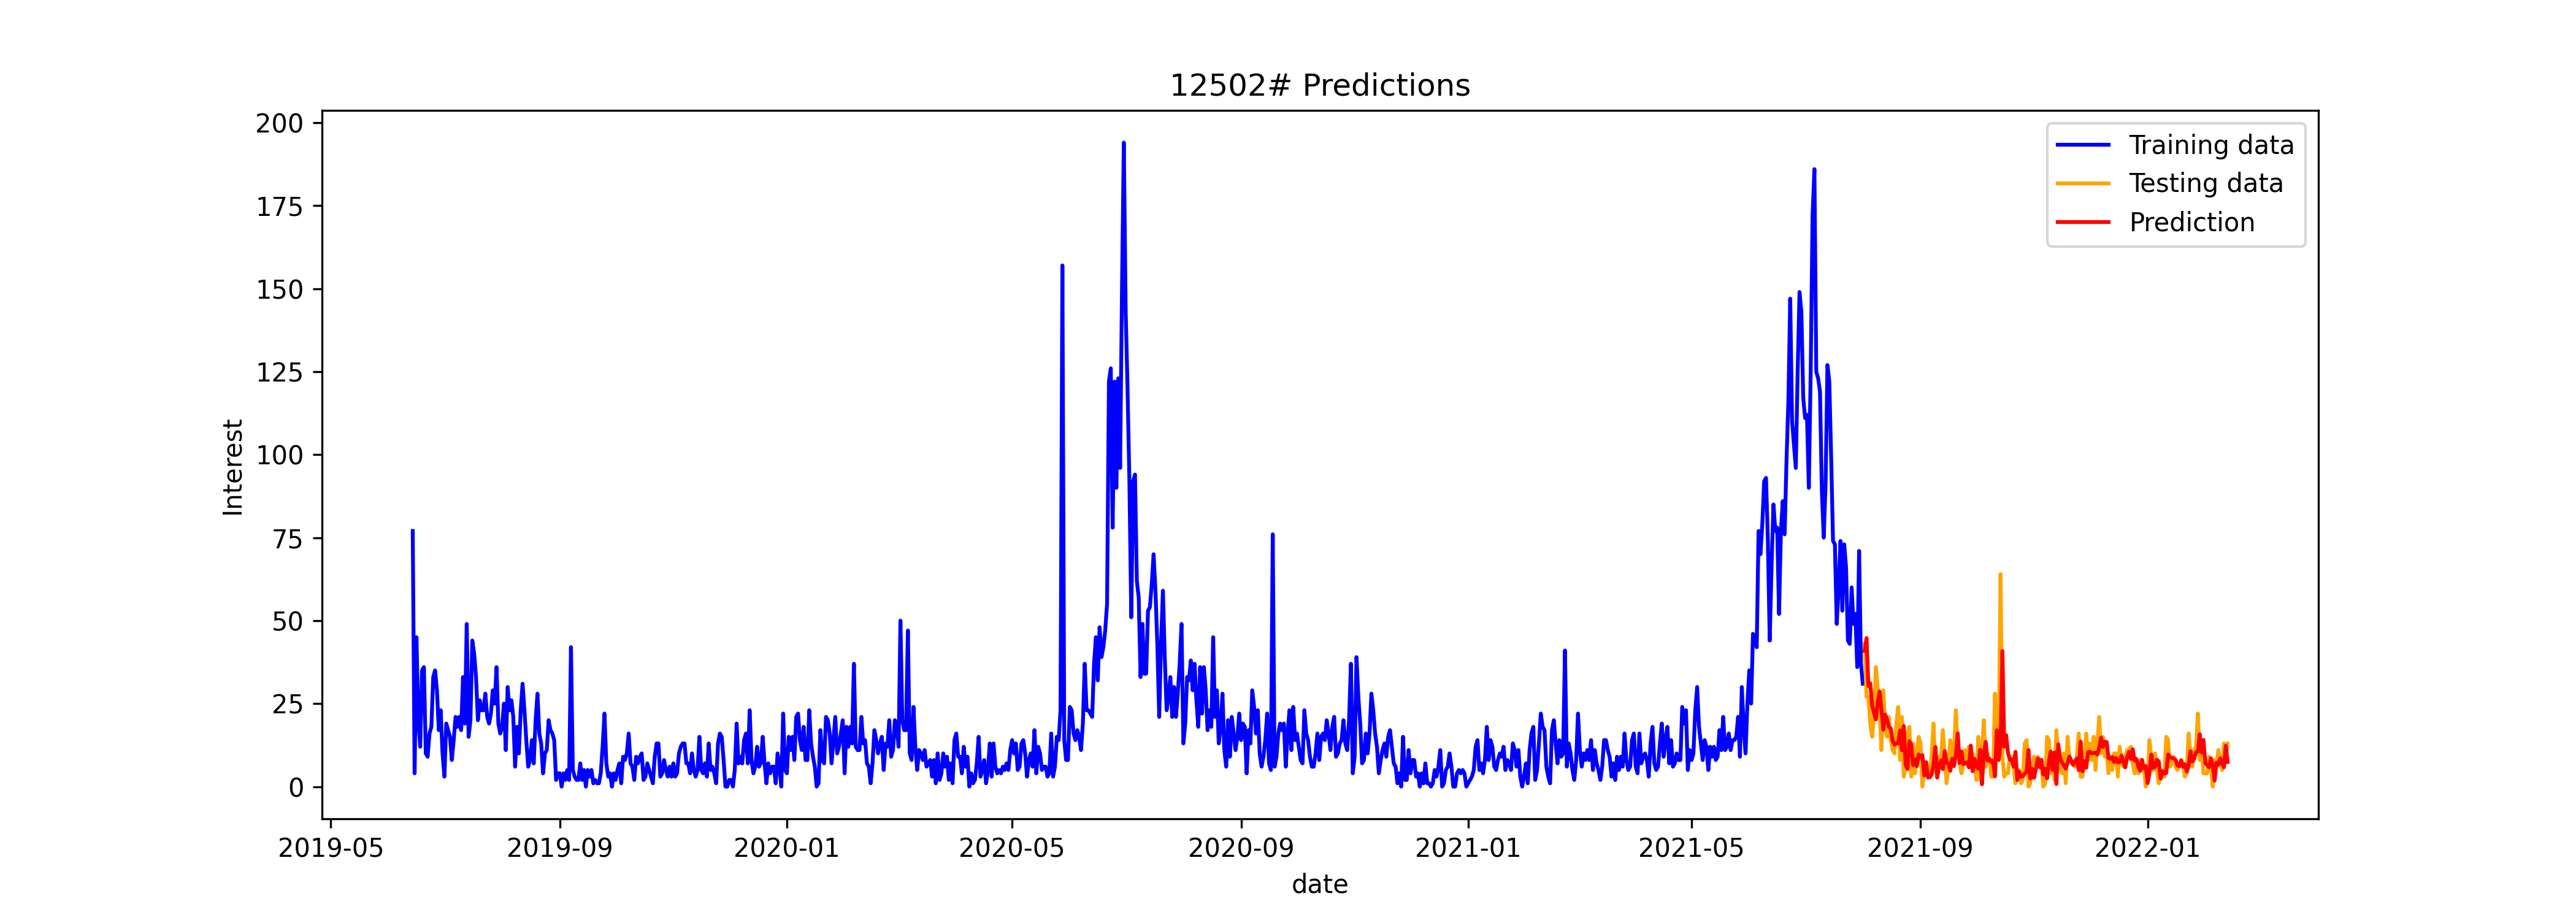 12502# Predictions
200
175
150
125
100
75
50
25
0
Interest
Training data
Testing data
Prediction
2019-05 2019-09 2020-01 2020-05 2020-09 2021-01 2021-05 2021-09 2022-01
date